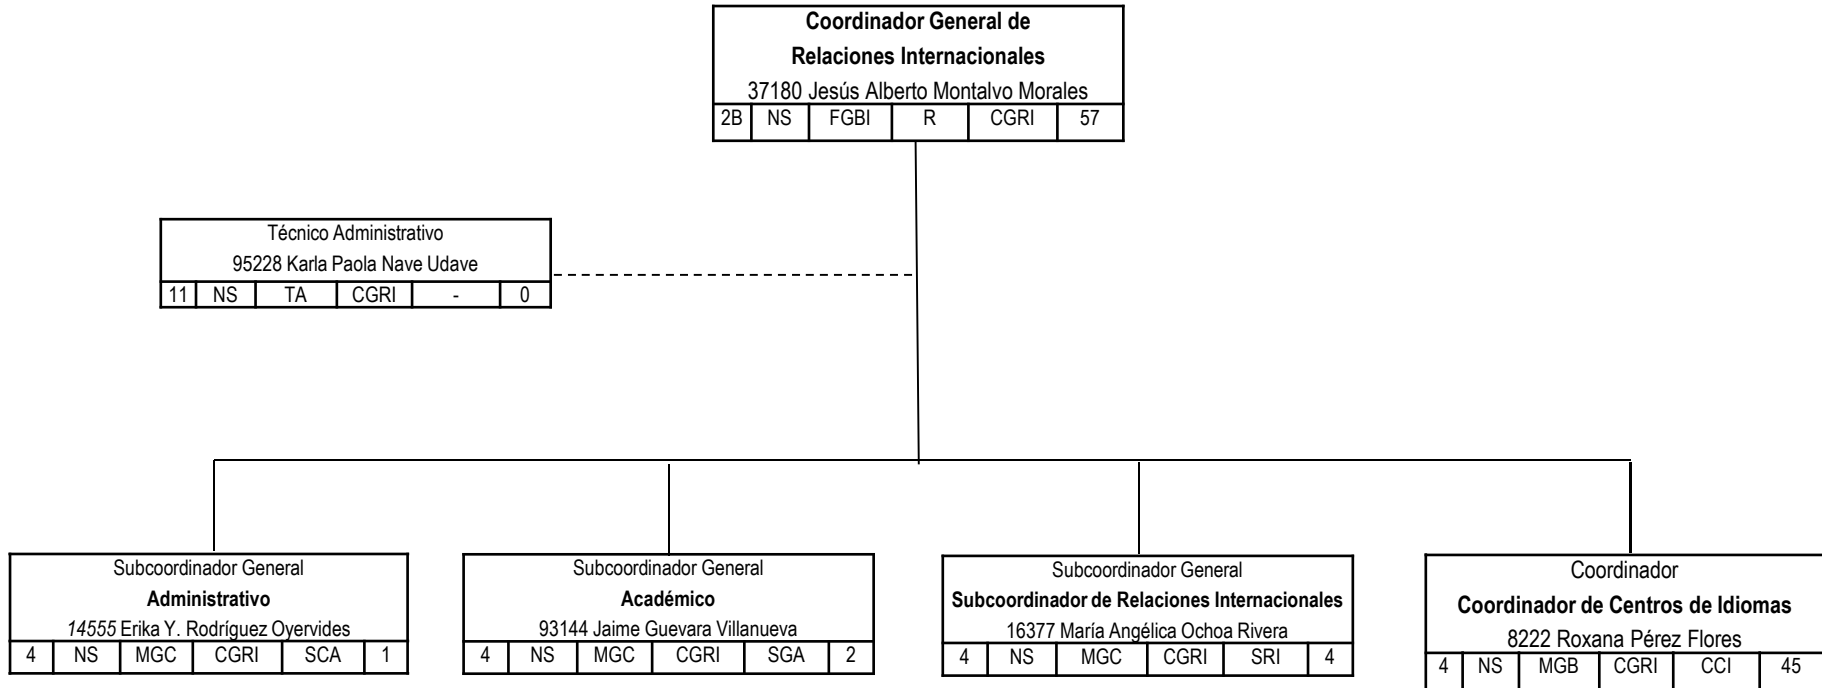 Coordinador General de
Relaciones Internacionales
37180 Jesús Alberto Montalvo Morales
2B NS FGBI R CGRI 57
Técnico Administrativo
95228 Karla Paola Nave Udave
11 NS TA CGRI - 0
Subcoordinador General
Administrativo
14555 Erika Y. Rodríguez Oyervides
4 NS MGC CGRI SCA 1
Subcoordinador General
Académico
93144 Jaime Guevara Villanueva
4 NS MGC CGRI SGA 2
Subcoordinador General
Subcoordinador de Relaciones Internacionales
16377 María Angélica Ochoa Rivera
4 NS MGC CGRI SRI 4
Coordinador
Coordinador de Centros de Idiomas
8222 Roxana Pérez Flores
4 NS MGB CGRI CCI 45